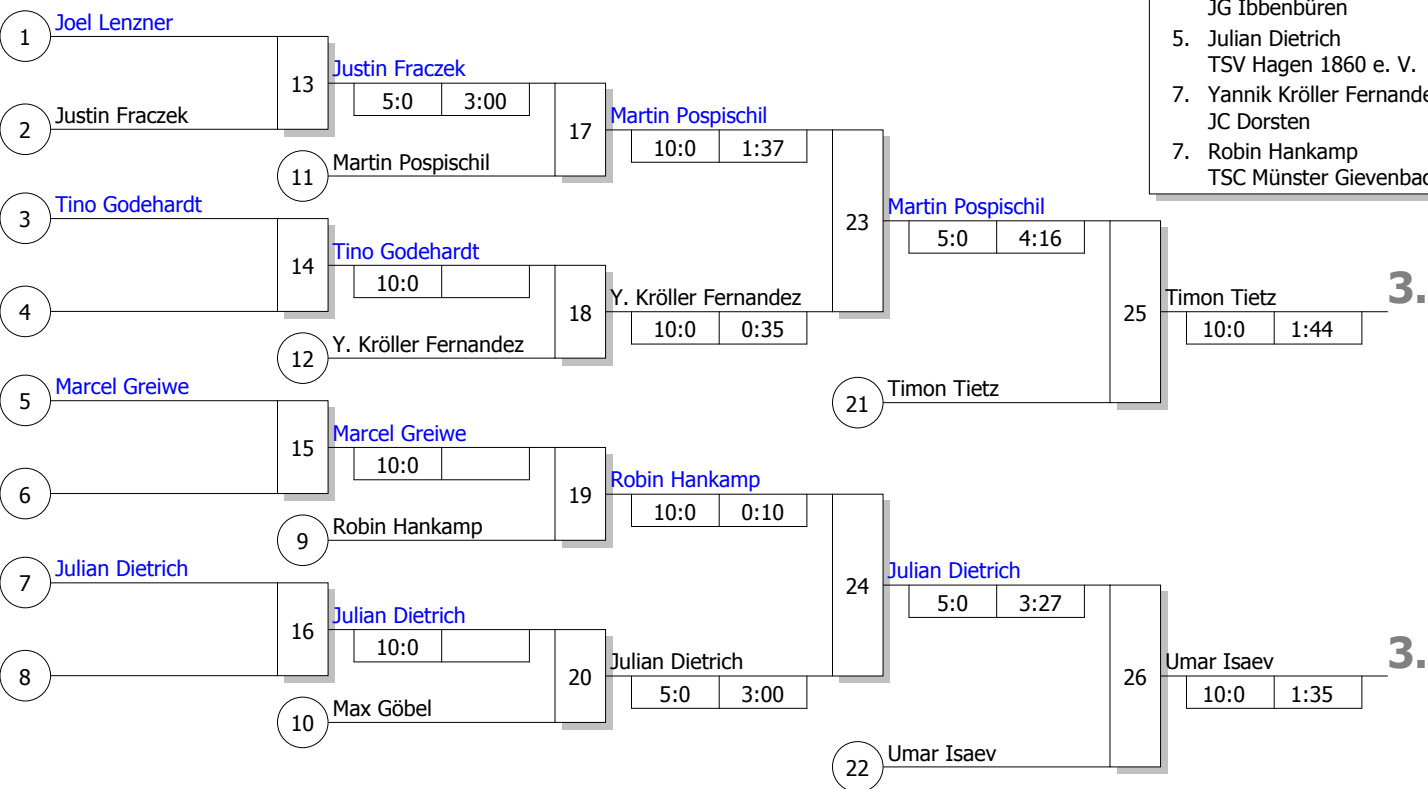 JG Ibbenbüren
5. Julian Dietrich
TSV Hagen 1860 e. V.
7. Yannik Kröller
JC Dorsten
7. Robin Hankamp
TSC Münster
1 Joel Lenzner
2 Justin Fraczek
13 Justin Fraczek
5:0 3:00
11 Martin Pospischil
17 Martin Pospischil
10:0 1:37
3 Tino Godehardt
4
14 Tino Godehardt
10:0
12 Y. Kröller Fernandez
18 Y. Kröller Fernandez
10:0 0:35
23 Martin Pospischil
5:0 4:16
21 Timon Tietz
25 Timon Tietz 3.
10:0 1:44
5 Marcel Greiwe
6
15 Marcel Greiwe
10:0
9 Robin Hankamp
19 Robin Hankamp
10:0 0:10
7 Julian Dietrich
8
16 Julian Dietrich
10:0
10 Max Göbel
20 Julian Dietrich
5:0 3:00
24 Julian Dietrich
5:0 3:27
22 Umar Isaev
26 Umar Isaev 3.
10:0 1:35